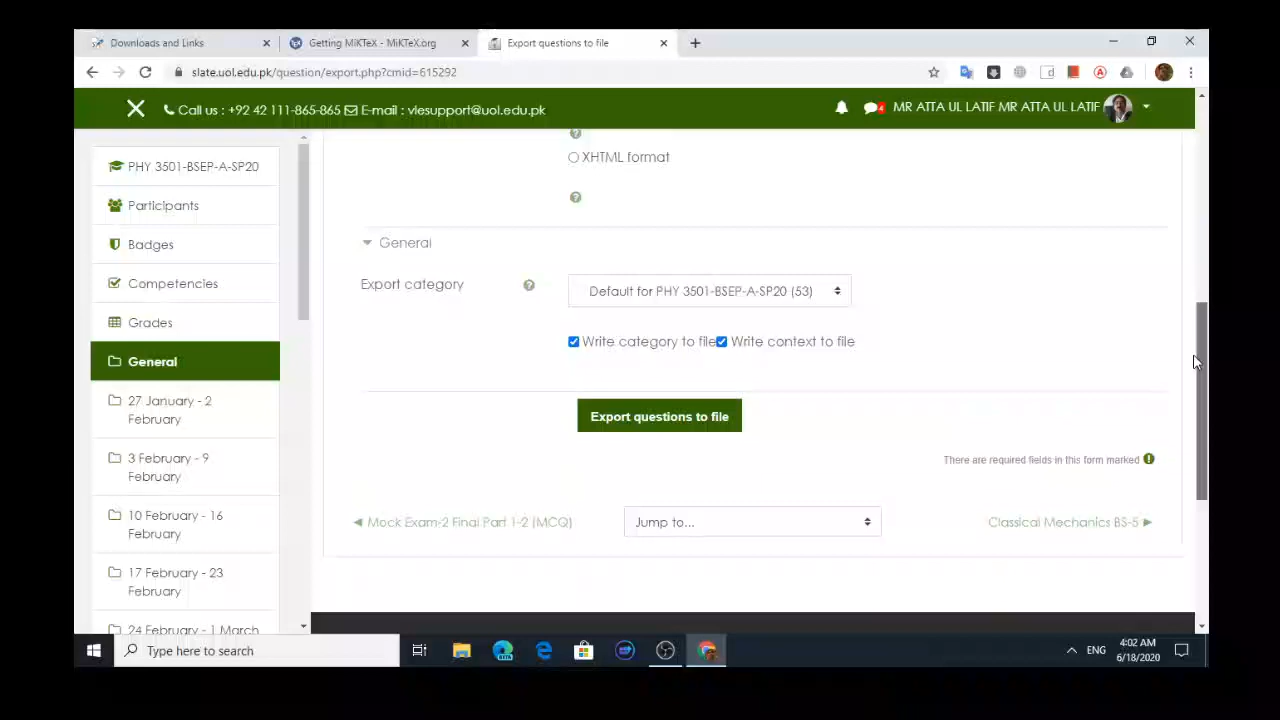 Downloads and Links
Getting MiKTeX - MiKTeX.org
Export questions to file
slate.uol.edu.pk/question/export.php?cmid=615292
Call us : +92 42 111-865-865 E-mail : vlesupport@uol.edu.pk
4
MR ATTA UL LATIF MR ATTA UL LATIF
PHY 3501-BSEP-A-SP20
Participants
Badges
Competencies
Grades
General
27 January - 2
February
3 February - 9
February
10 February - 16
February
17 February - 23
February
24 February - 1 March
XHTML format
General
Export category
Default for PHY 3501-BSEP-A-SP20 (53)
Write category to file
Write context to file
Export questions to file
There are required fields in this form marked
◄ Mock Exam-2 Final Part 1-2 (MCQ)
Jump to...
Classical Mechanics BS-5 ►
Type here to search
ENG
4:02 AM
6/18/2020